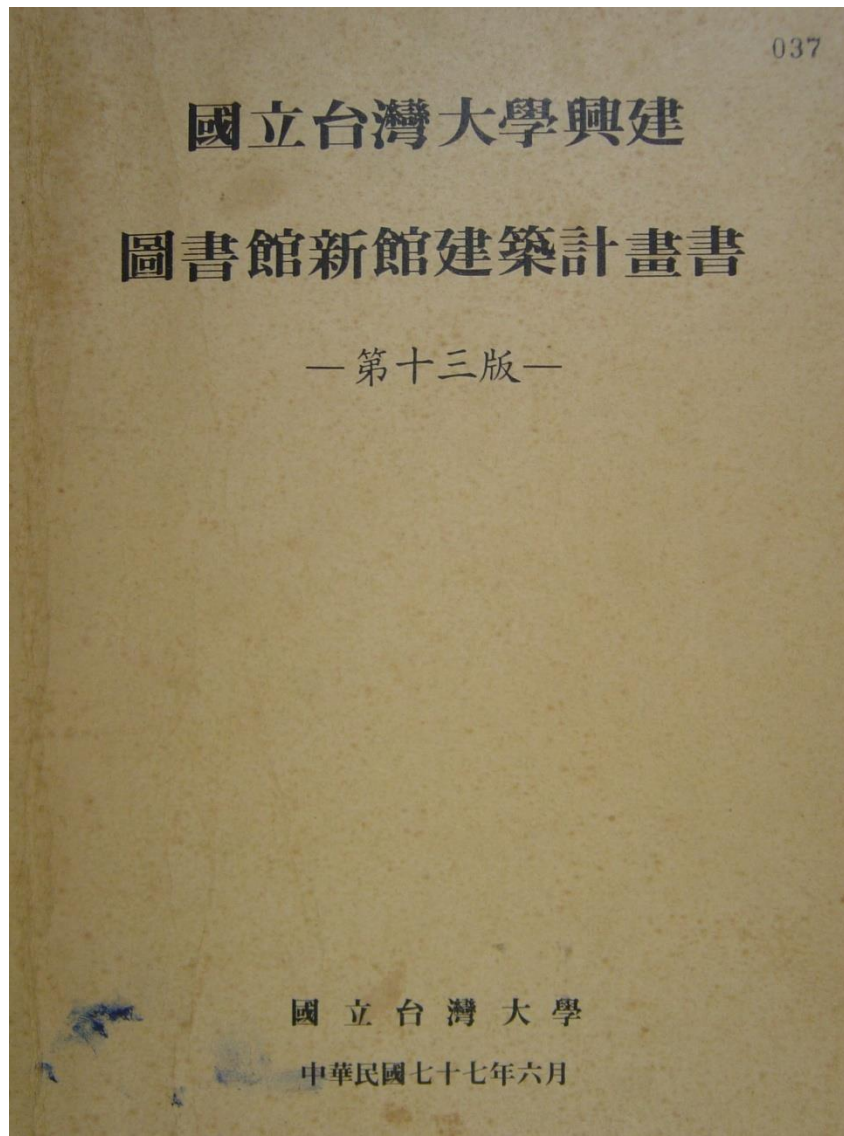 037
國立台灣大學興建
圖書館新館建築計畫書
—第十三版—
國立台灣大學
中華民國七十七年六月